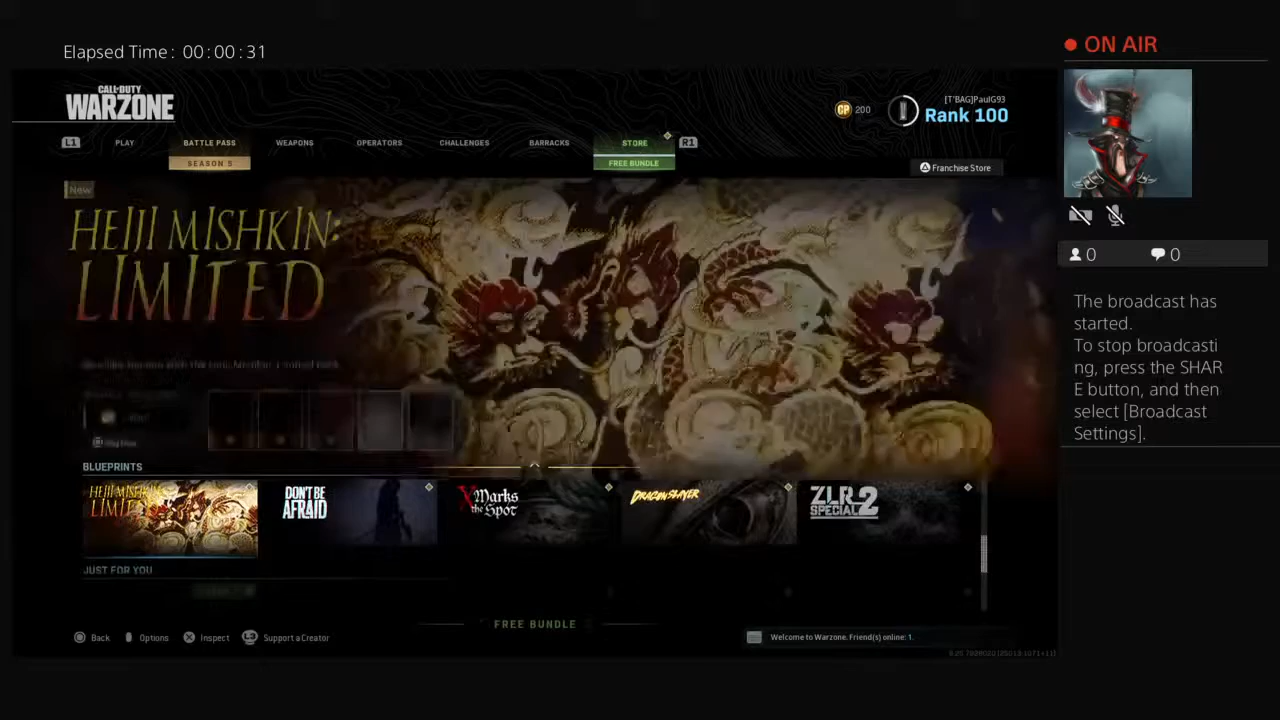 Elapsed Time: 00:00:31
ON AIR
CALL OF DUTY
WARZONE
CP 200
[T'BAG]PaulG93
Rank 100
L1 PLAY BATTLE PASS WEAPONS OPERATORS CHALLENGES BARRACKS STORE R1
SEASON 5 FREE BUNDLE
Franchise Store
New
HEIJI MISHKIN:
LIMITED
0 0
The broadcast has
started.
To stop broadcasti
ng, press the SHAR
E button, and then
select [Broadcast
Settings].
BLUEPRINTS
HEIJI MISHKIN:
LIMITED
DON'T BE
AFRAID
X Marks
the Spot
DRAGONSLAYER
ZLR
SPECIAL 2
JUST FOR YOU
FREE BUNDLE
Back Options Inspect Support a Creator
Welcome to Warzone. Friend(s) online: 1.